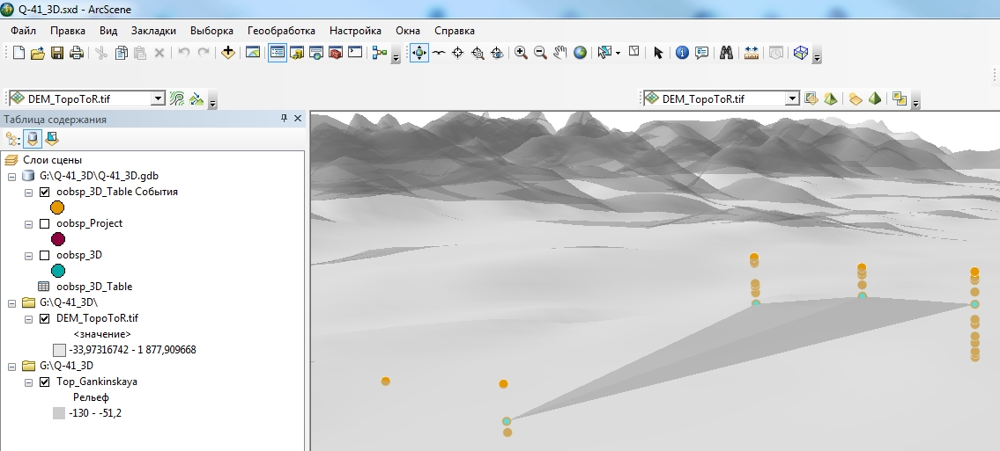 Q-41_3D.sxd - ArcScene
Файл Правка Вид Закладки Выборка Геообработка Настройка Окна Справка
DEM_TopoToR.tif DEM_TopoToR.tif
Таблица содержания
Слои сцены
G:\Q-41_3D\Q-41_3D.gdb
oobsp_3D_Table События
oobsp_Project
oobsp_3D
oobsp_3D_Table
G:\Q-41_3D\
DEM_TopoToR.tif
<значение>
-33,97316742 - 1 877,909668
G:\Q-41_3D
Top_Gankinskaya
Рельеф
-130 - -51,2